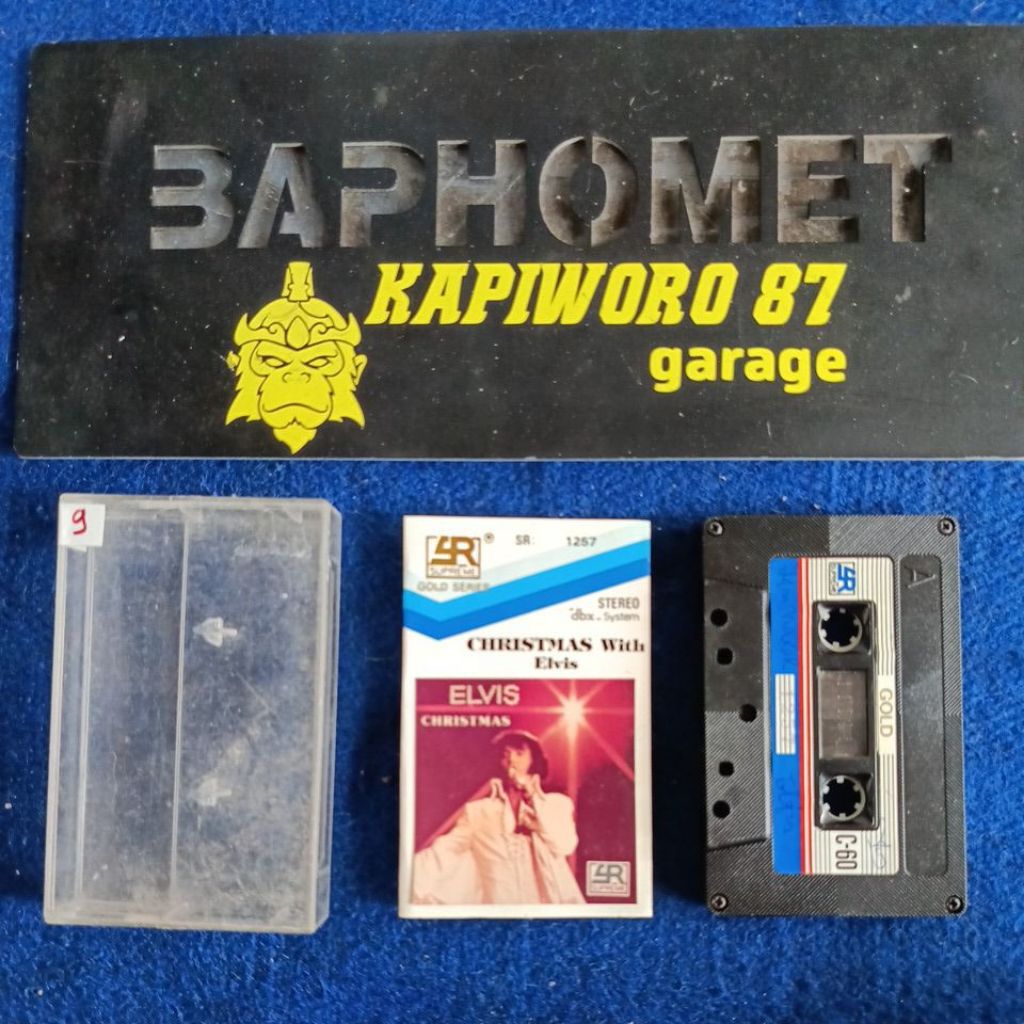 BAPHOMET
KAPIWORO 87
garage
9
SR ®
SUPREME
SR: 1257
GOLD SERIES
STEREO
dbx System
CHRISTMAS With
Elvis
ELVIS
CHRISTMAS
SR
SUPREME
SR
A
GOLD
C-60